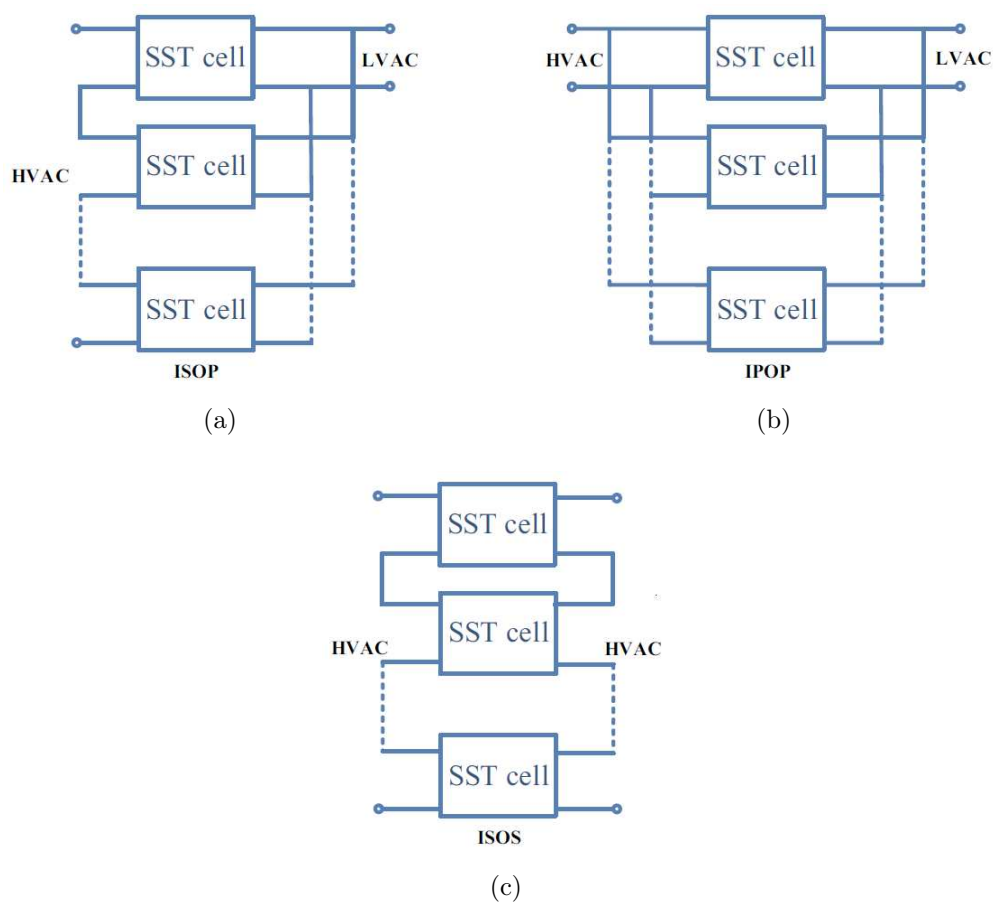 SST cell
LVAC
SST cell
HVAC
SST cell
ISOP
(a)
SST cell
HVAC
LVAC
SST cell
SST cell
IPOP
(b)
SST cell
SST cell
HVAC
HVAC
SST cell
ISOS
(c)